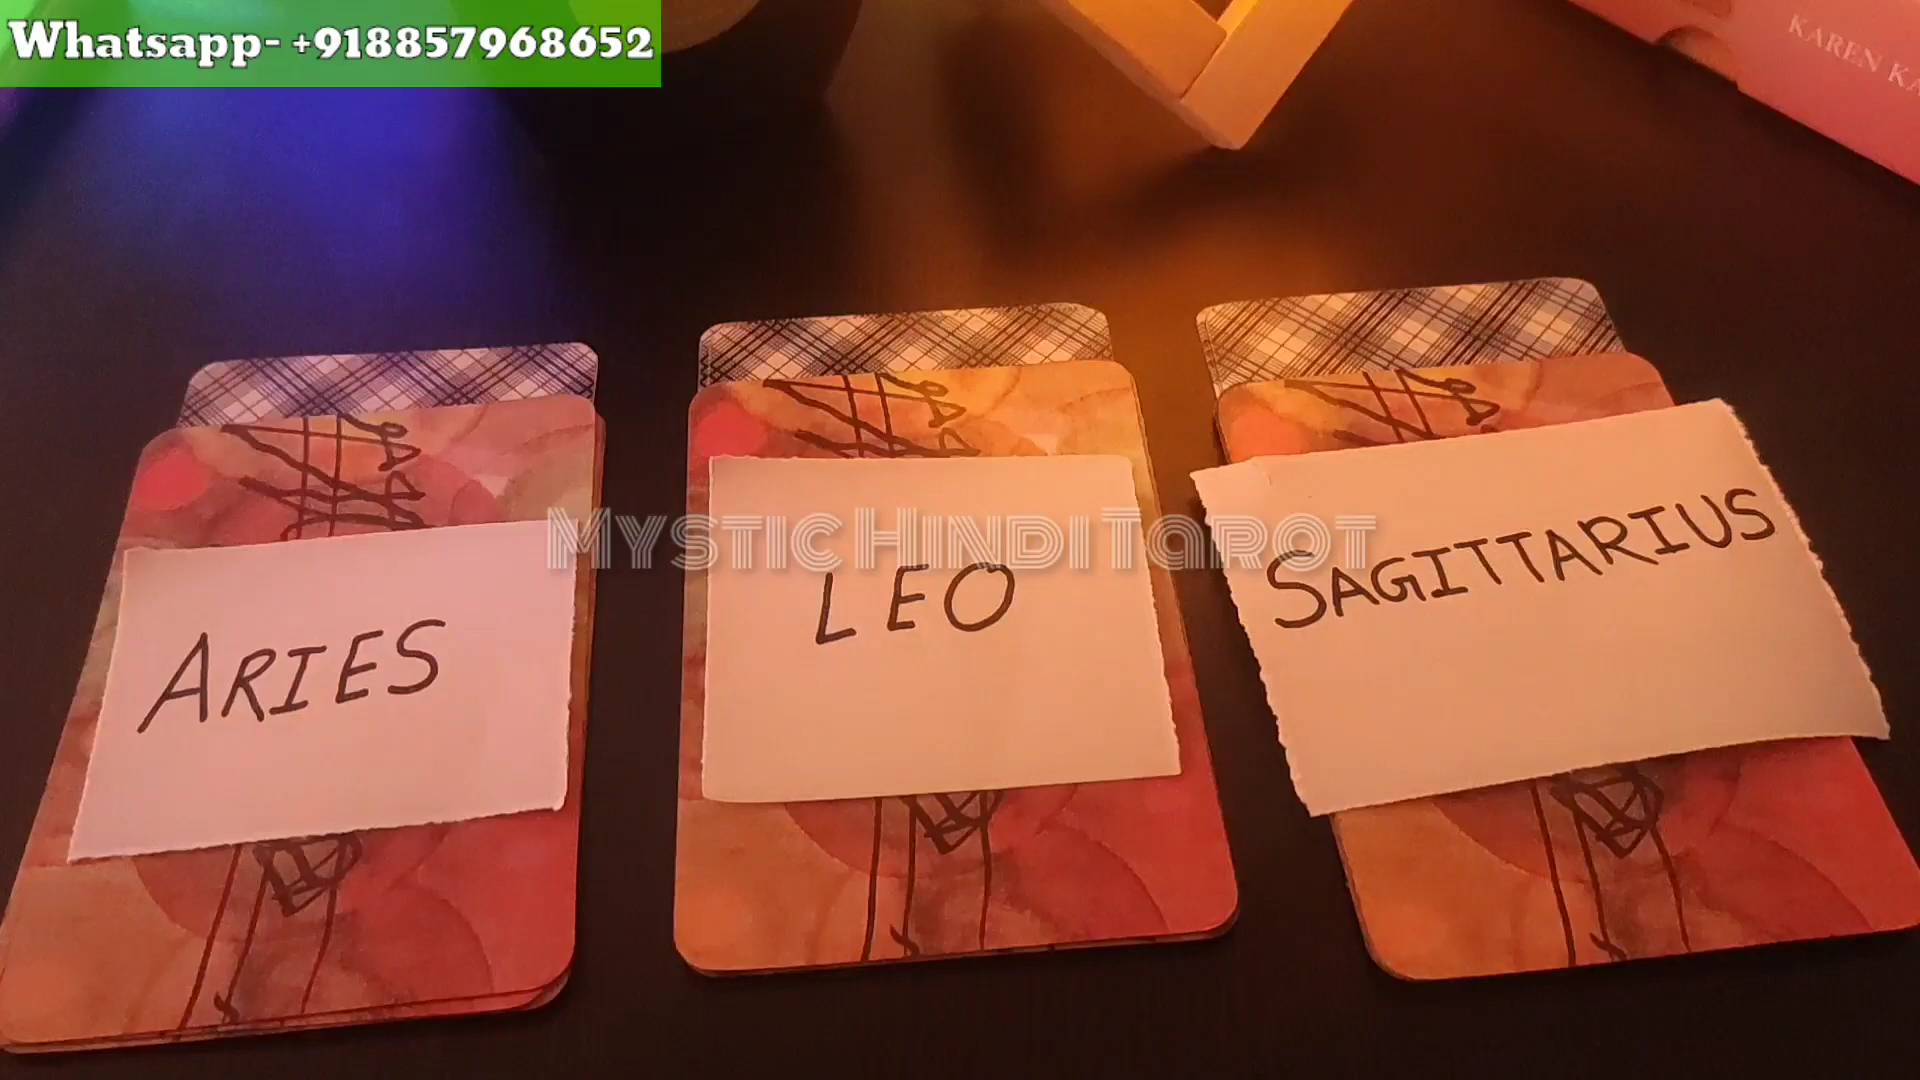 Whatsapp- +918857968652
KAREN KA
Mystic Hindi Tarot
ARIES
LEO
SAGITTARIUS